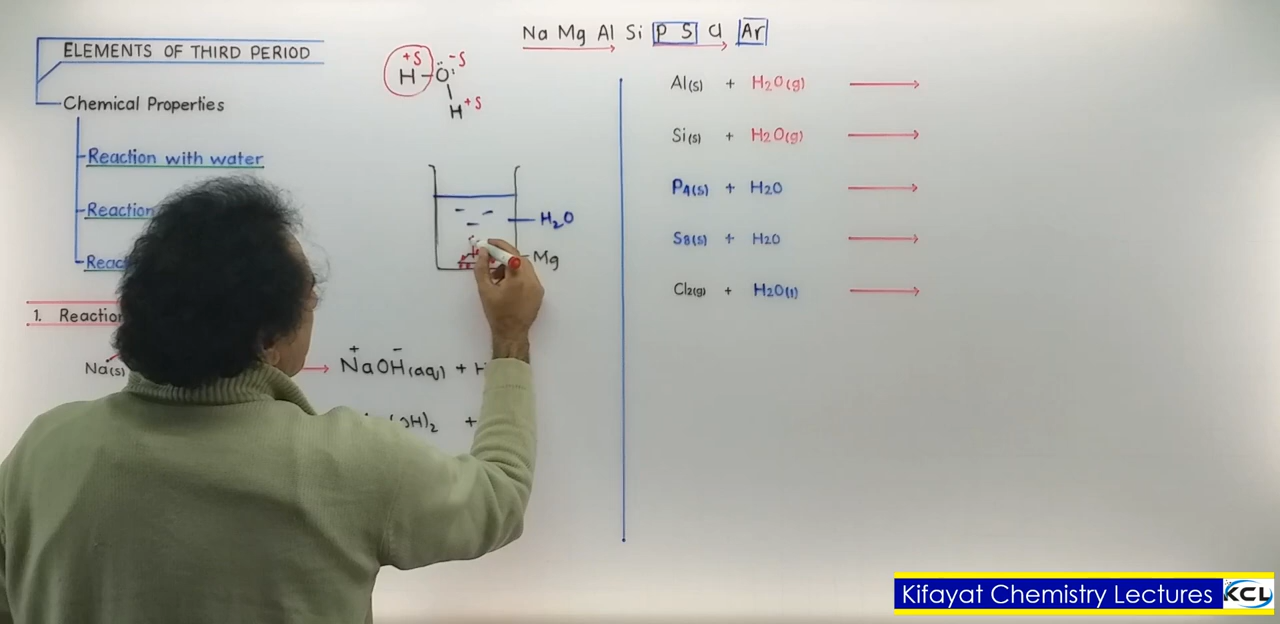 Na Mg Al Si P S Cl Ar
ELEMENTS OF THIRD PERIOD
Chemical Properties
Reaction with water
Reaction
1. Reaction
Na(s) → NaOH(aq) + H
OH)2 +
+δ -δ
H-O:
H +δ
H2O
Mg
Al(s) + H2O(g) →
Si(s) + H2O(g) →
P4(s) + H2O →
S8(s) + H2O →
Cl2(g) + H2O(l) →
Kifayat Chemistry Lectures KCL